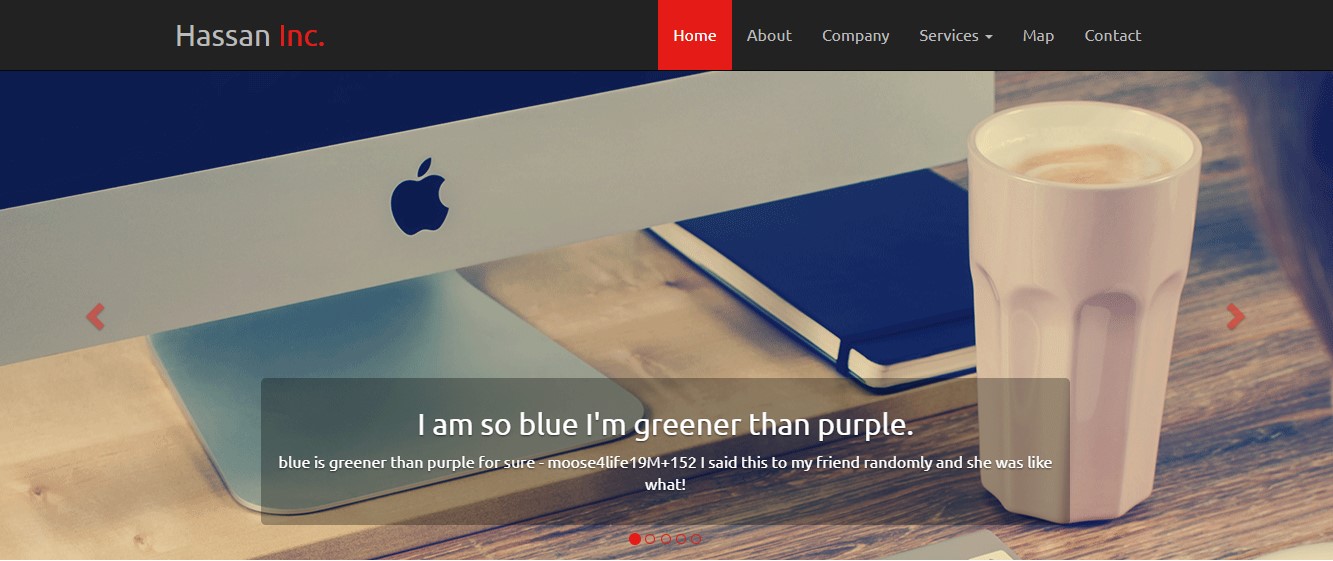 Hassan Inc.
Home About Company Services Map Contact
I am so blue I'm greener than purple.
blue is greener than purple for sure - moose4life19M+152 I said this to my friend randomly and she was like
what!